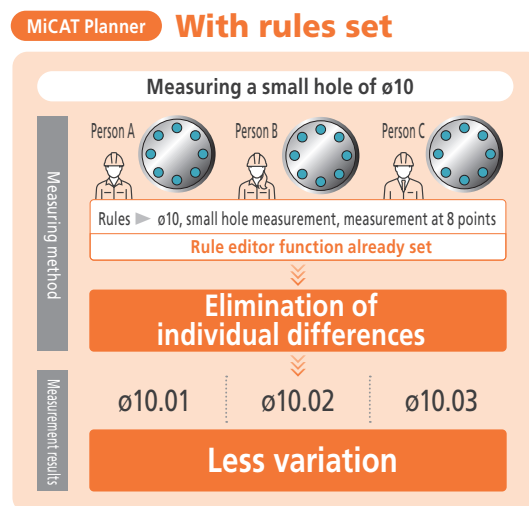 MiCAT Planner With rules set
Measuring a small hole of ø10
Measuring method
Person A Person B Person C
Rules ▶ ø10, small hole measurement, measurement at 8 points
Rule editor function already set
Elimination of
individual differences
Measurement results
ø10.01 ø10.02 ø10.03
Less variation